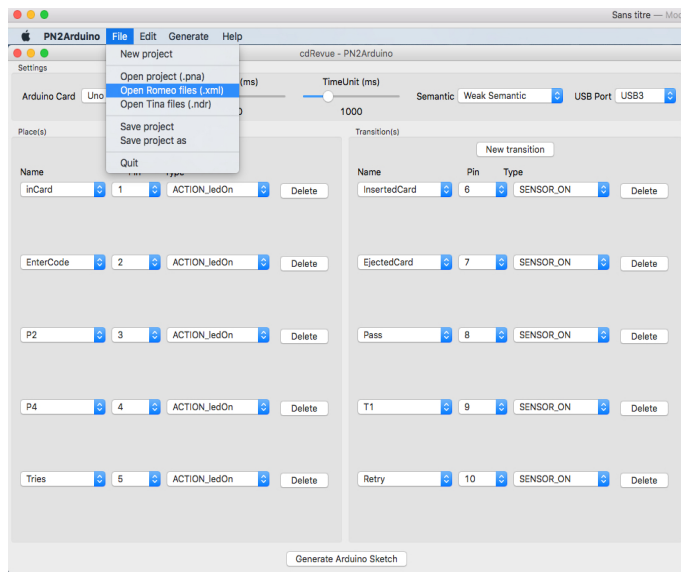 Sans titre — Mod
PN2Arduino File Edit Generate Help
cdRevue - PN2Arduino
New project
Open project (.pna)
Open Romeo files (.xml)
Open Tina files (.ndr)
Save project
Save project as
Quit
Settings
Arduino Card Uno (ms) TimeUnit (ms) Semantic Weak Semantic USB Port USB3
1000
Place(s) Transition(s)
New transition
Name Pin Type Name Pin Type
inCard 1 ACTION_ledOn Delete InsertedCard 6 SENSOR_ON Delete
EnterCode 2 ACTION_ledOn Delete EjectedCard 7 SENSOR_ON Delete
P2 3 ACTION_ledOn Delete Pass 8 SENSOR_ON Delete
P4 4 ACTION_ledOn Delete T1 9 SENSOR_ON Delete
Tries 5 ACTION_ledOn Delete Retry 10 SENSOR_ON Delete
Generate Arduino Sketch